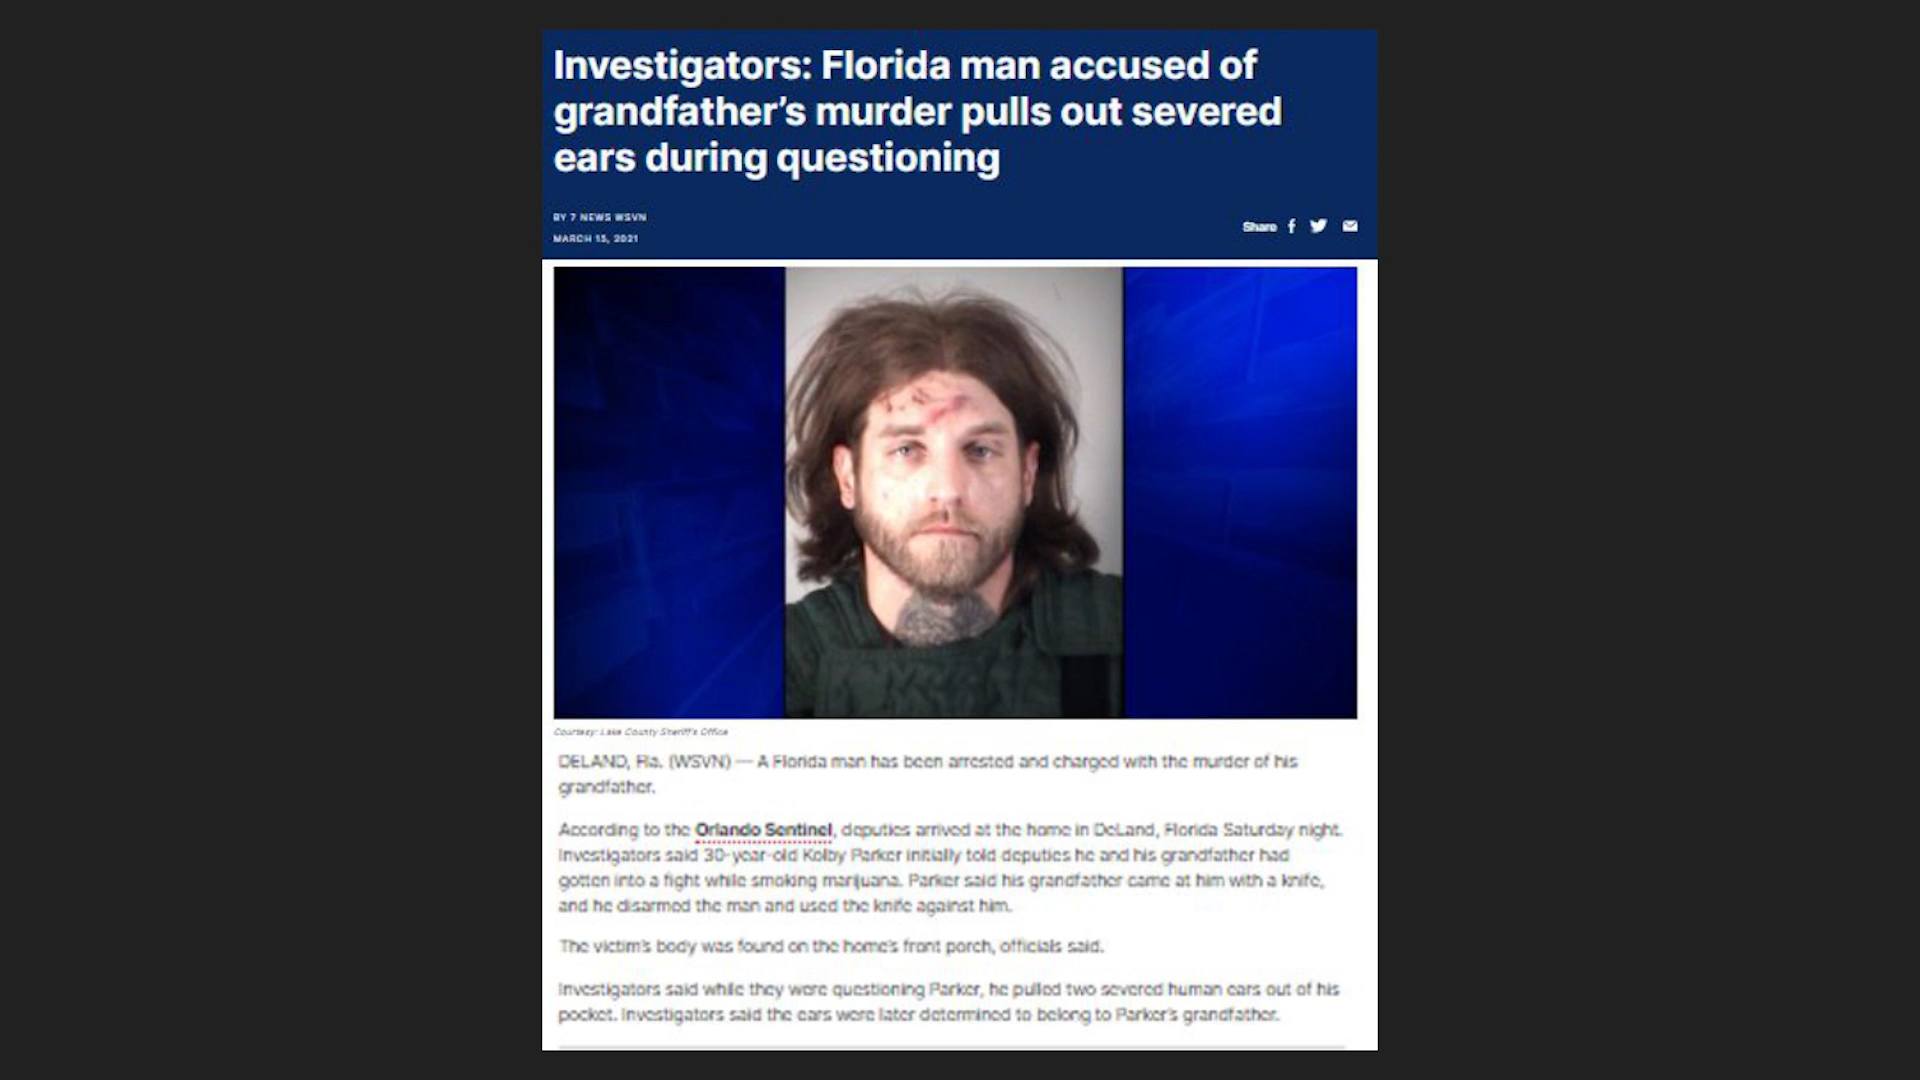 Investigators: Florida man accused of
grandfather's murder pulls out severed
ears during questioning
BY 7 NEWS WSVN
MARCH 15, 2021
Share
Courtesy: Lake County Sheriff's Office
DELAND, Fla. (WSVN) — A Florida man has been arrested and charged with the murder of his
grandfather.
According to the Orlando Sentinel, deputies arrived at the home in DeLand, Florida Saturday night.
Investigators said 30-year-old Kolby Parker initially told deputies he and his grandfather had
gotten into a fight while smoking marijuana. Parker said his grandfather came at him with a knife,
and he disarmed the man and used the knife against him.
The victim's body was found on the home's front porch, officials said.
Investigators said while they were questioning Parker, he pulled two severed human ears out of his
pocket. Investigators said the ears were later determined to belong to Parker's grandfather.